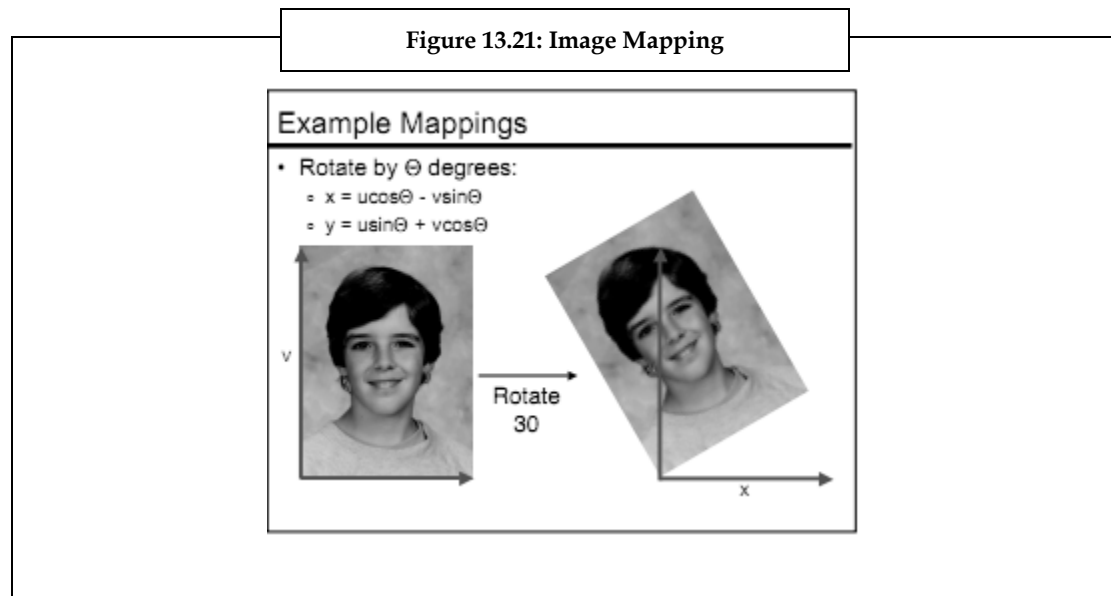 Figure 13.21: Image Mapping
Example Mappings
• Rotate by Θ degrees:
▫ x = ucosΘ - vsinΘ
▫ y = usinΘ + vcosΘ
v
Rotate
30
x